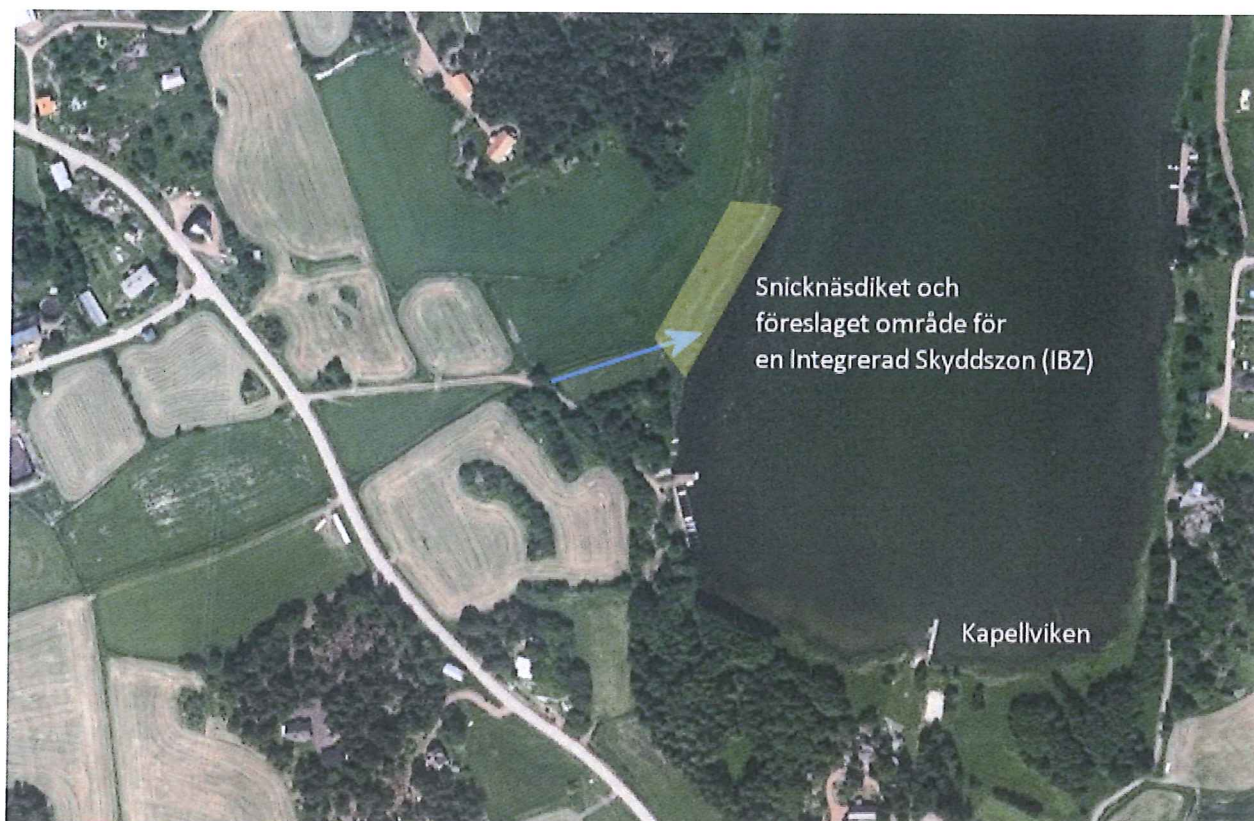 Snicknäsdiket och
föreslaget område för
en Integrerad Skyddszon (IBZ)
Kapellviken